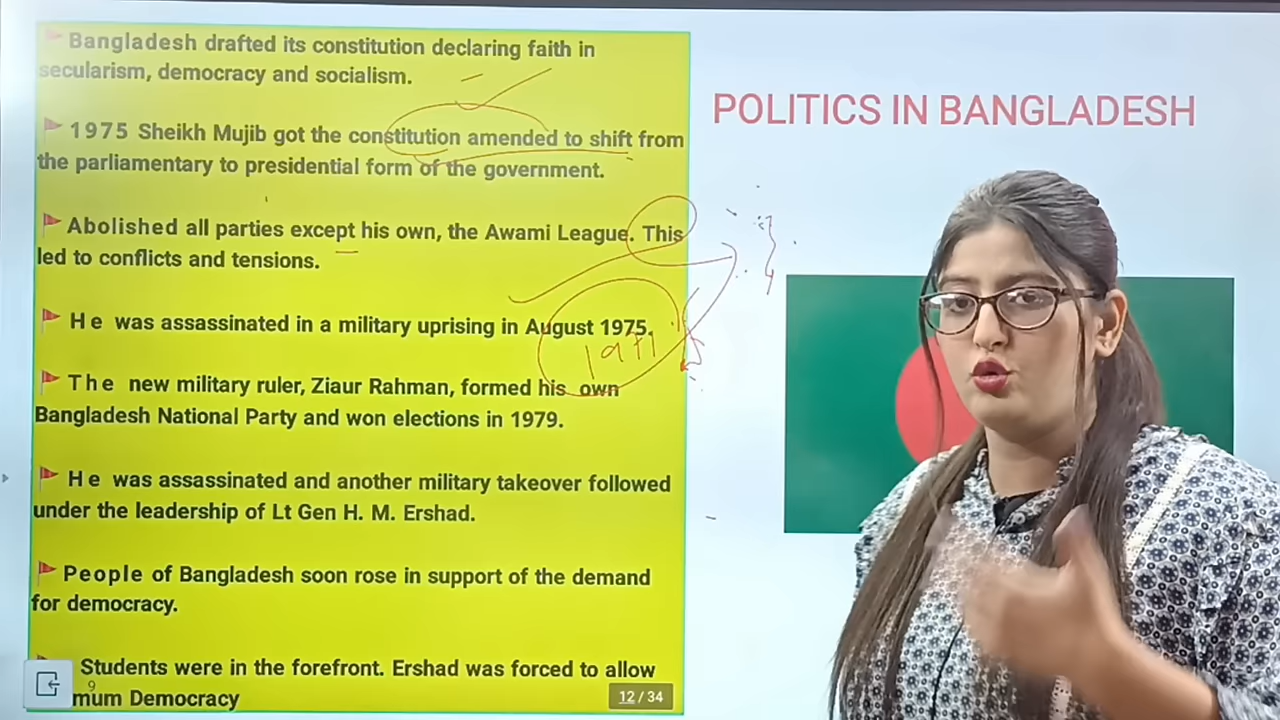 Bangladesh drafted its constitution declaring faith in
secularism, democracy and socialism.
1975 Sheikh Mujib got the constitution amended to shift from
the parliamentary to presidential form of the government.
Abolished all parties except his own, the Awami League. This
led to conflicts and tensions.
He was assassinated in a military uprising in August 1975.
1971
The new military ruler, Ziaur Rahman, formed his own
Bangladesh National Party and won elections in 1979.
He was assassinated and another military takeover followed
under the leadership of Lt Gen H. M. Ershad.
People of Bangladesh soon rose in support of the demand
for democracy.
Students were in the forefront. Ershad was forced to allow
mum Democracy
9
12 / 34
POLITICS IN BANGLADESH